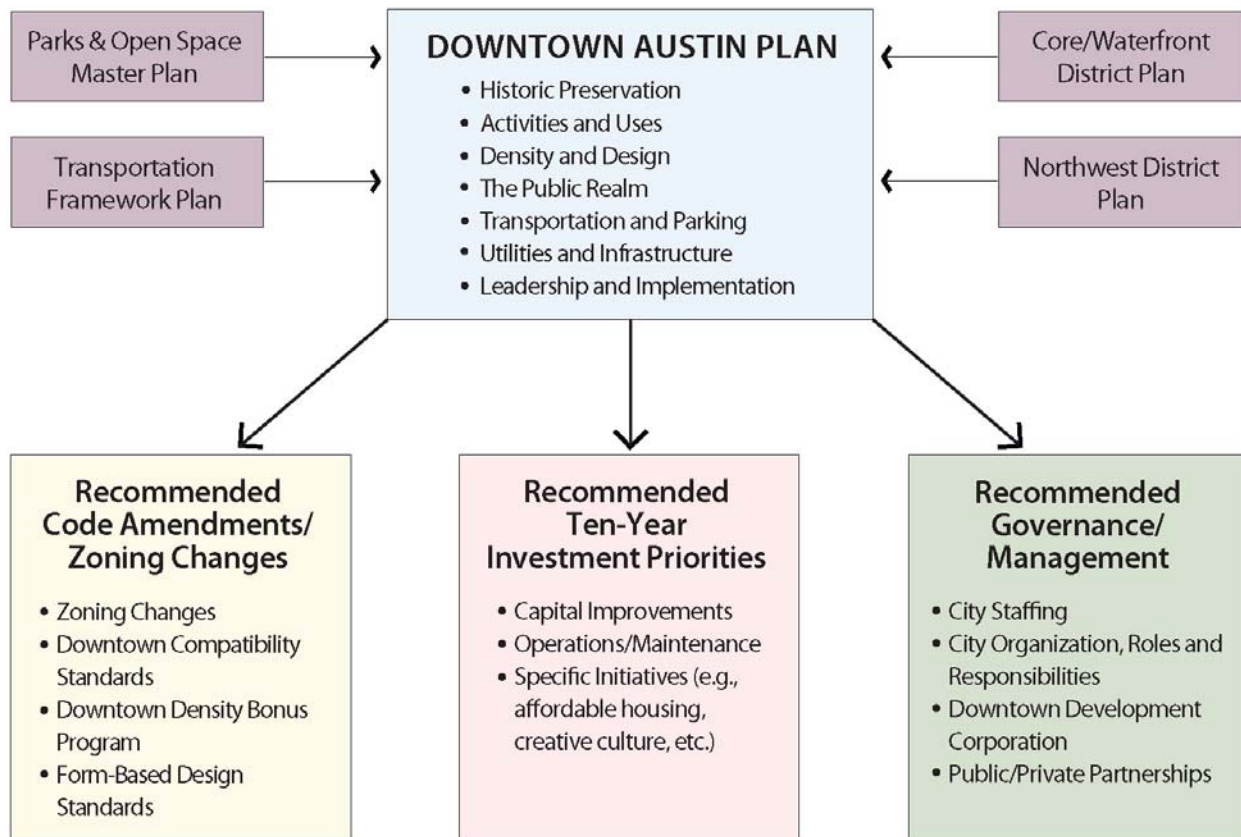 Parks & Open Space
Master Plan
Transportation
Framework Plan
DOWNTOWN AUSTIN PLAN
• Historic Preservation
• Activities and Uses
• Density and Design
• The Public Realm
• Transportation and Parking
• Utilities and Infrastructure
• Leadership and Implementation
Core/Waterfront
District Plan
Northwest District
Plan
Recommended
Code Amendments/
Zoning Changes
• Zoning Changes
• Downtown Compatibility
Standards
• Downtown Density Bonus
Program
• Form-Based Design
Standards
Recommended
Ten-Year
Investment Priorities
• Capital Improvements
• Operations/Maintenance
• Specific Initiatives (e.g.,
affordable housing,
creative culture, etc.)
Recommended
Governance/
Management
• City Staffing
• City Organization, Roles and
Responsibilities
• Downtown Development
Corporation
• Public/Private Partnerships